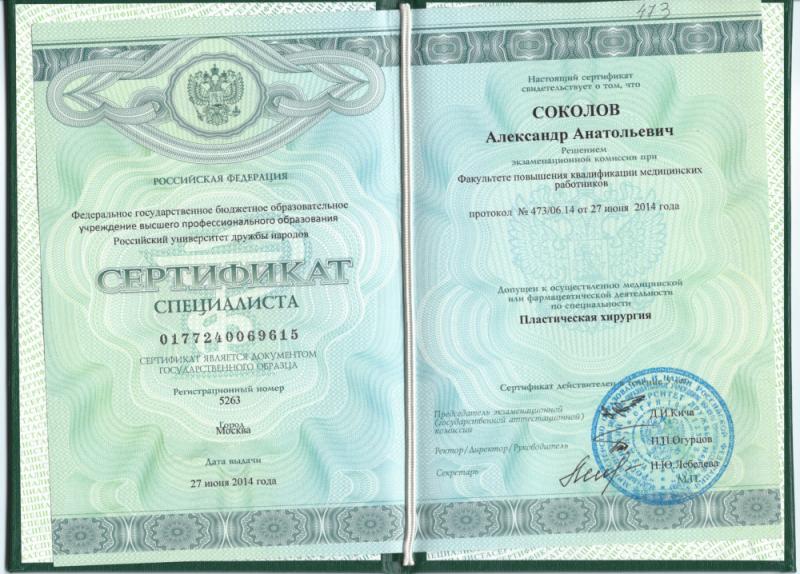 РОССИЙСКАЯ ФЕДЕРАЦИЯ
Федеральное государственное бюджетное образовательное
учреждение высшего профессионального образования
Российский университет дружбы народов
СЕРТИФИКАТ
СПЕЦИАЛИСТА
0177240069615
СЕРТИФИКАТ ЯВЛЯЕТСЯ ДОКУМЕНТОМ
ГОСУДАРСТВЕННОГО ОБРАЗЦА
Регистрационный номер
5263
Город
Москва
Дата выдачи
27 июня 2014 года
473
Настоящий сертификат
свидетельствует о том, что
СОКОЛОВ
Александр Анатольевич
Решением
экзаменационной комиссии при
Факультете повышения квалификации медицинских
работников
протокол № 473/06.14 от 27 июня 2014 года
Допущен к осуществлению медицинской
или фармацевтической деятельности
по специальности
Пластическая хирургия
Сертификат действителен в течение
Председатель экзаменационной
(государственной аттестационной)
комиссии
Д.И.Кича
Ректор/Директор/Руководитель
Н.П.Огурцов
Секретарь
Н.Ю.Лебедева
М.П.